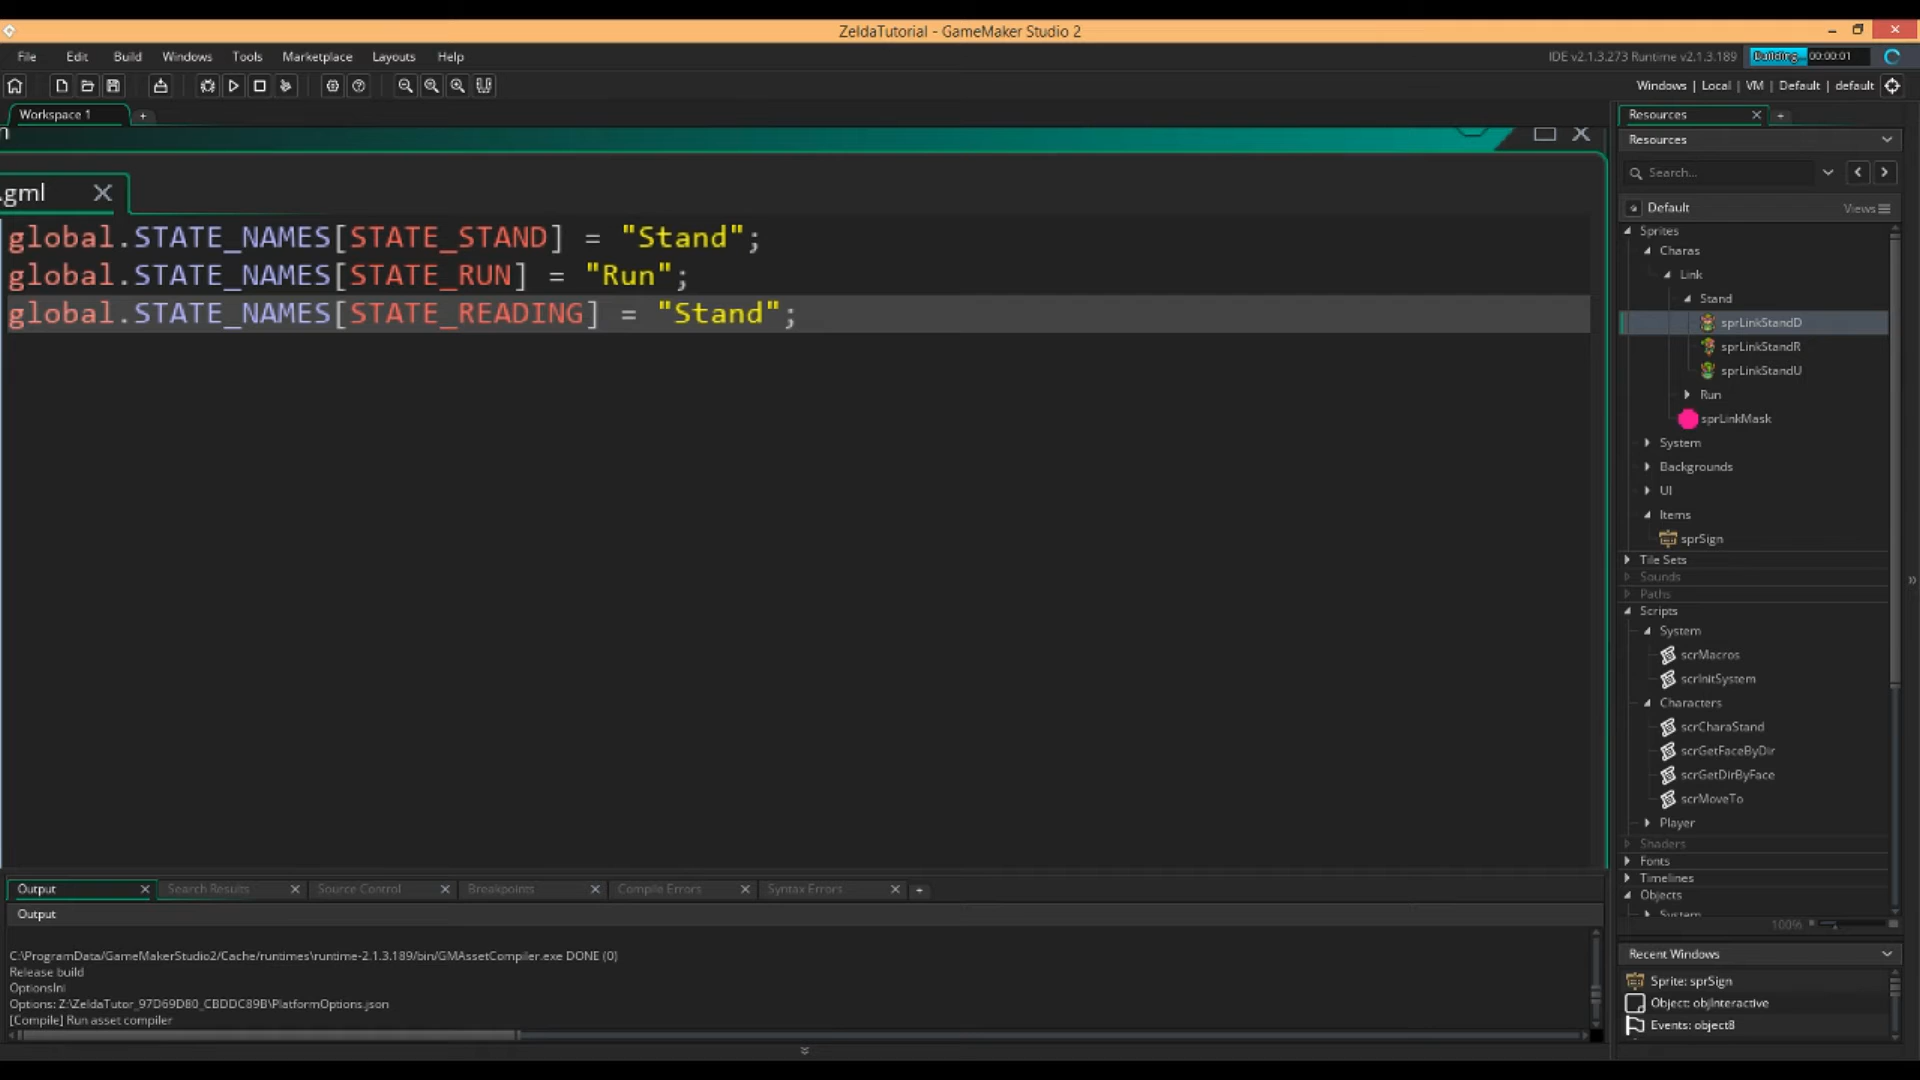 ZeldaTutorial - GameMaker Studio 2
File Edit Build Windows Tools Marketplace Layouts Help
IDE v2.1.3.273 Runtime v2.1.3.189 Building... 00:00:01
Windows | Local | VM | Default | default
Workspace 1
.gml
global.STATE_NAMES[STATE_STAND] = "Stand";
global.STATE_NAMES[STATE_RUN] = "Run";
global.STATE_NAMES[STATE_READING] = "Stand";
Resources
Resources
Search...
Default Views
Sprites
Charas
Link
Stand
sprLinkStandD
sprLinkStandR
sprLinkStandU
Run
sprLinkMask
System
Backgrounds
UI
Items
sprSign
Tile Sets
Sounds
Paths
Scripts
System
scrMacros
scrInitSystem
Characters
scrCharaStand
scrGetFaceByDir
scrGetDirByFace
scrMoveTo
Player
Shaders
Fonts
Timelines
Objects
System
100%
Recent Windows
Sprite: sprSign
Object: objInteractive
Events: object8
Output Search Results Source Control Breakpoints Compile Errors Syntax Errors
Output
C:\ProgramData/GameMakerStudio2/Cache/runtimes\runtime-2.1.3.189/bin/GMAssetCompiler.exe DONE (0)
Release build
OptionsIni
Options: Z:\ZeldaTutor_97D69D80_CBDDC89B\PlatformOptions.json
[Compile] Run asset compiler